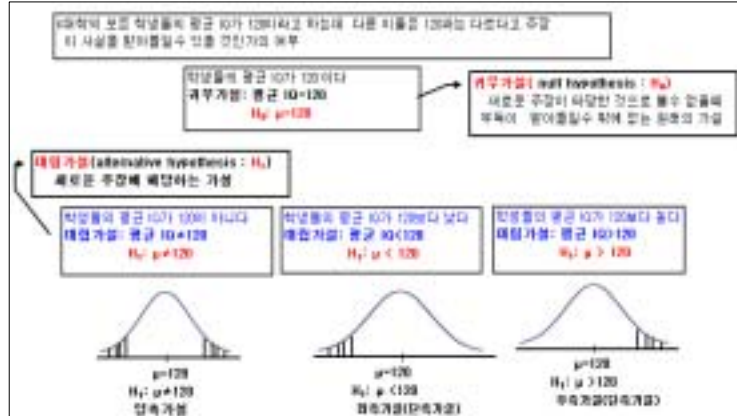 K대학의 모든 학생들의 평균 IQ가 120이라고 하는데 다른 이들은 120과는 다르다고 주장
이 사실을 받아들일수 있을 것인가의 여부
학생들의 평균 IQ가 120이다
귀무가설: 평균 IQ=120
H₀: μ=120
귀무가설( null hypothesis : H₀)
새로운 주장이 타당한 것으로 볼수 없을때
부득이 받아들일수 밖에 없는 원래의 가설
대립가설(alternative hypothesis : H₁)
새로운 주장에 해당하는 가설
학생들의 평균 IQ가 120이 아니다
대립가설: 평균 IQ≠120
H₁: μ≠120
학생들의 평균 IQ가 120보다 낮다
대립가설: 평균 IQ<120
H₁: μ < 120
학생들의 평균 IQ가 120보다 높다
대립가설: 평균 IQ>120
H₁: μ > 120
μ=120
H₁: μ≠120
양측가설
μ=120
H₁: μ <120
좌측가설(단측가설)
μ=120
H₁: μ >120
우측가설(단측가설)